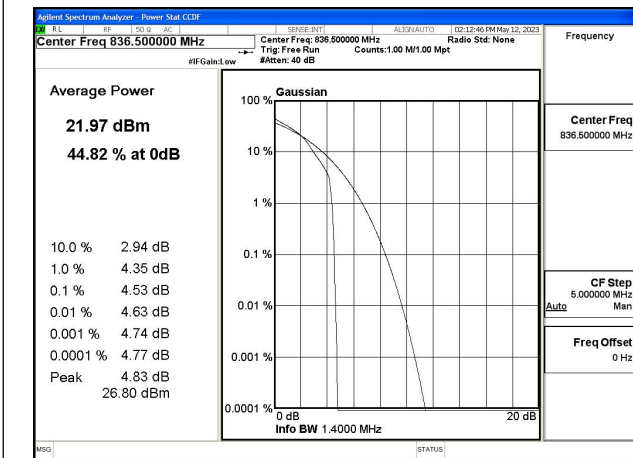 Agilent Spectrum Analyzer - Power Stat CCDF
RL RF 50 Ω AC SENSE:INT ALIGNAUTO 02:12:46 PM May 12, 2023
Center Freq 836.500000 MHz
Center Freq: 836.500000 MHz Radio Std: None
Trig: Free Run Counts:1.00 M/1.00 Mpt
#IFGain:Low #Atten: 40 dB
Frequency
Average Power
21.97 dBm
44.82 % at 0dB
10.0 % 2.94 dB
1.0 % 4.35 dB
0.1 % 4.53 dB
0.01 % 4.63 dB
0.001 % 4.74 dB
0.0001 % 4.77 dB
Peak 4.83 dB
26.80 dBm
Gaussian
100 %
10 %
1 %
0.1 %
0.01 %
0.001 %
0.0001 %
0 dB 20 dB
Info BW 1.4000 MHz
Center Freq
836.500000 MHz
CF Step
5.000000 MHz
Auto Man
Freq Offset
0 Hz
MSG STATUS